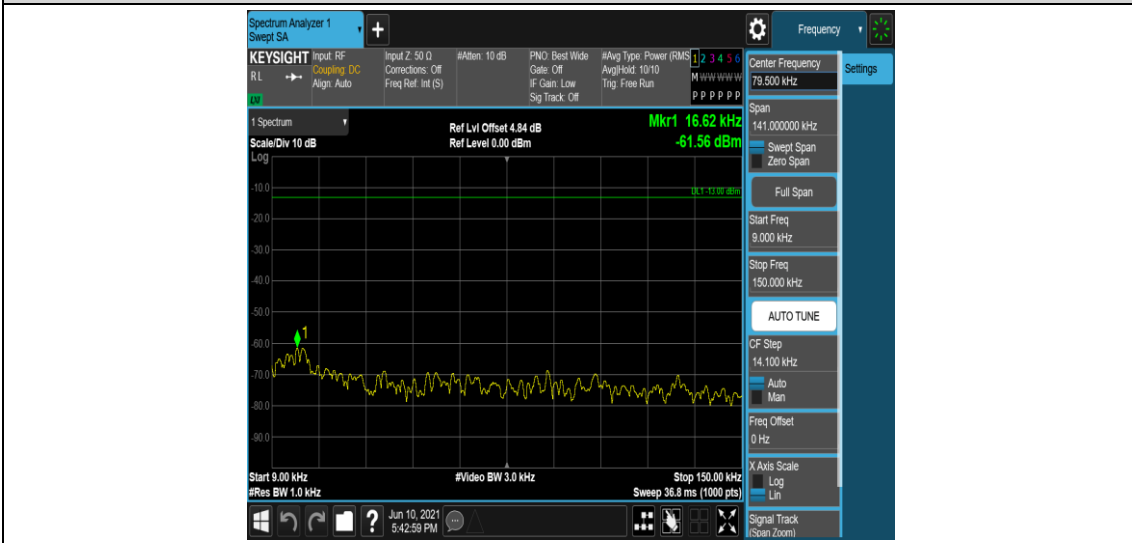 Spectrum Analyzer 1
Swept SA
+
Frequency
KEYSIGHT
RL
LXI
Input: RF
Coupling: DC
Align: Auto
Input Z: 50 Ω
Corrections: Off
Freq Ref: Int (S)
#Atten: 10 dB
PNO: Best Wide
Gate: Off
IF Gain: Low
Sig Track: Off
#Avg Type: Power (RMS
Avg|Hold: 10/10
Trig: Free Run
1 2 3 4 5 6
M W W W W W
P P P P P P
1 Spectrum
Scale/Div 10 dB
Log
Ref Lvl Offset 4.84 dB
Ref Level 0.00 dBm
Mkr1 16.62 kHz
-61.56 dBm
DL1 -13.00 dBm
-10.0
-20.0
-30.0
-40.0
-50.0
-60.0
-70.0
-80.0
-90.0
1
Start 9.00 kHz
#Res BW 1.0 kHz
#Video BW 3.0 kHz
Stop 150.00 kHz
Sweep 36.8 ms (1000 pts)
?
Jun 10, 2021
5:42:59 PM
Center Frequency
79.500 kHz
Settings
Span
141.000000 kHz
Swept Span
Zero Span
Full Span
Start Freq
9.000 kHz
Stop Freq
150.000 kHz
AUTO TUNE
CF Step
14.100 kHz
Auto
Man
Freq Offset
0 Hz
X Axis Scale
Log
Lin
Signal Track
(Span Zoom)